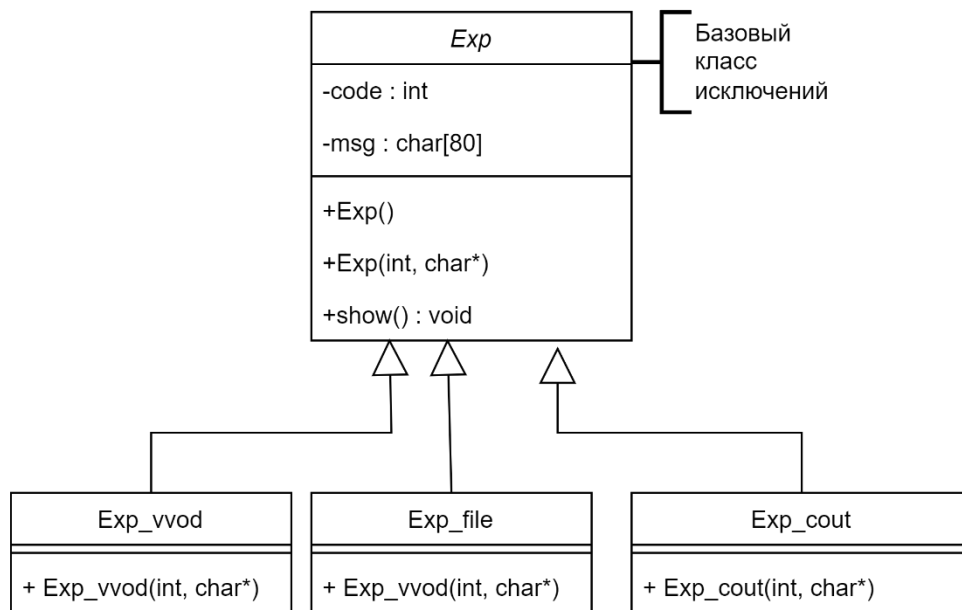 Exp
Базовый
класс
исключений
-code : int
-msg : char[80]
+Exp()
+Exp(int, char*)
+show() : void
Exp_vvod
+ Exp_vvod(int, char*)
Exp_file
+ Exp_vvod(int, char*)
Exp_cout
+ Exp_cout(int, char*)